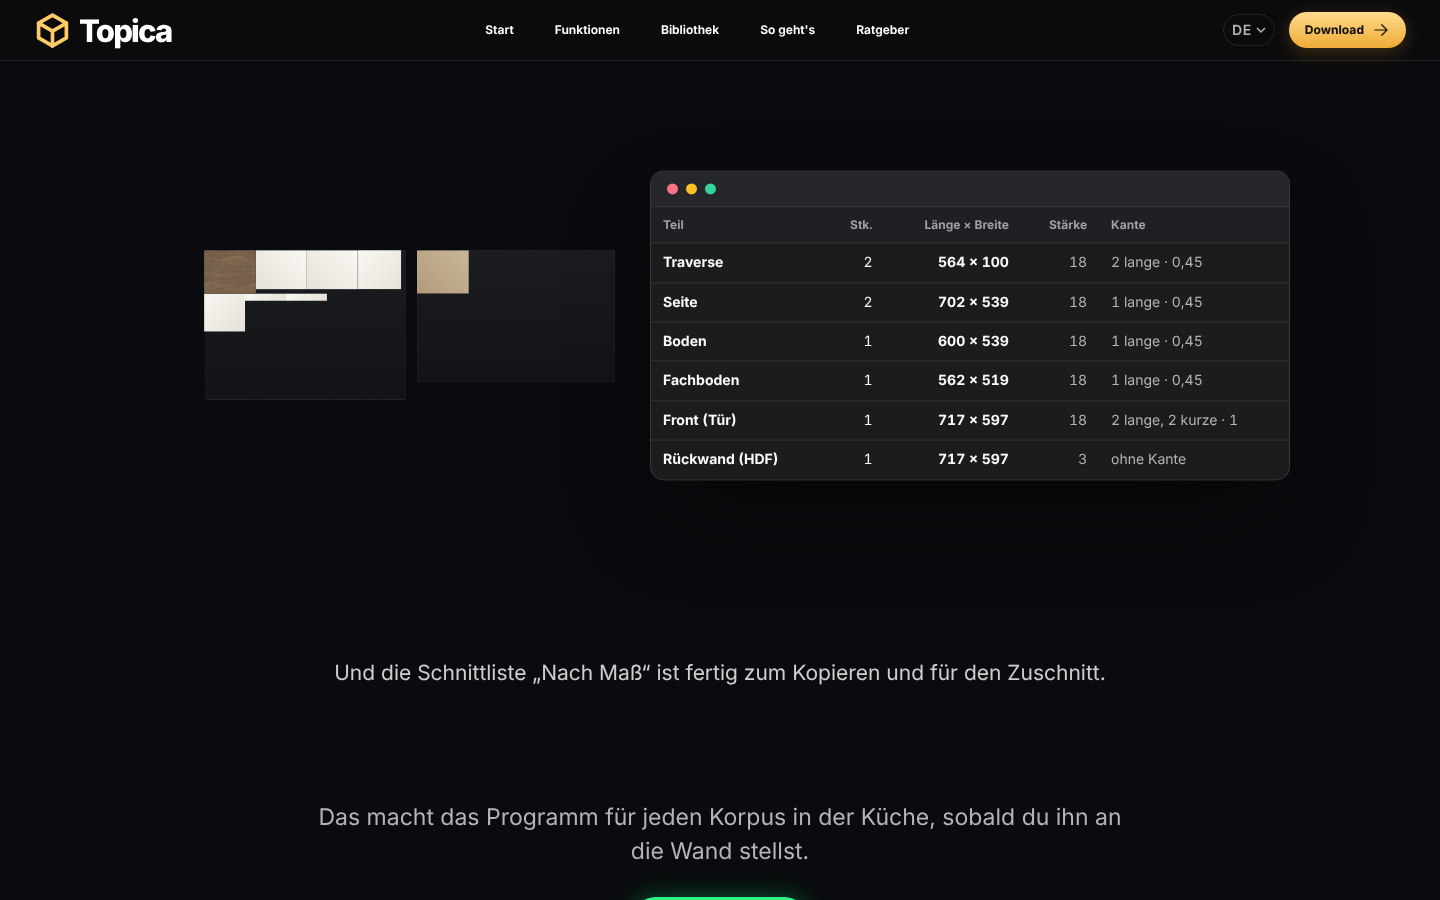 Topica
Start
Funktionen
Bibliothek
So geht's
Ratgeber
DE
Download
Teil Stk. Länge × Breite Stärke Kante
Traverse 2 564 × 100 18 2 lange · 0,45
Seite 2 702 × 539 18 1 lange · 0,45
Boden 1 600 × 539 18 1 lange · 0,45
Fachboden 1 562 × 519 18 1 lange · 0,45
Front (Tür) 1 717 × 597 18 2 lange, 2 kurze · 1
Rückwand (HDF) 1 717 × 597 3 ohne Kante
Und die Schnittliste „Nach Maß“ ist fertig zum Kopieren und für den Zuschnitt.
Das macht das Programm für jeden Korpus in der Küche, sobald du ihn an
die Wand stellst.